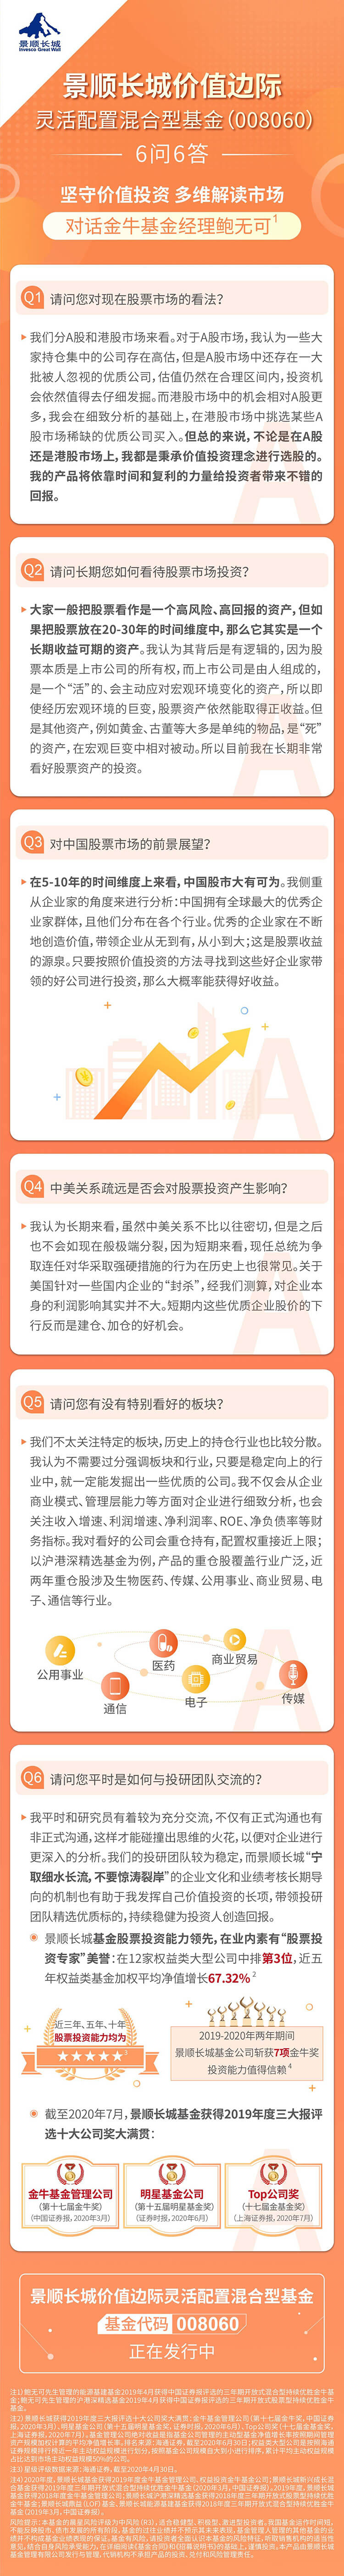 景顺长城
Invesco Great Wall
景顺长城价值边际
灵活配置混合型基金(008060)
6问6答
坚守价值投资 多维解读市场
对话金牛基金经理鲍无可1
Q1 请问您对现在股票市场的看法?
我们分A股和港股市场来看。对于A股市场,我认为一些大
家持仓集中的公司存在高估,但是A股市场中还存在一大
批被人忽视的优质公司,估值仍然在合理区间内,投资机
会依然值得去仔细发掘。而港股市场中的机会相对A股更
多,我会在细致分析的基础上,在港股市场中挑选某些A
股市场稀缺的优质公司买入。但总的来说,不论是在A股
还是港股市场上,我都是秉承价值投资理念进行选股的。
我的产品将依靠时间和复利的力量给投资者带来不错的
回报。
Q2 请问长期您如何看待股票市场投资?
大家一般把股票看作是一个高风险、高回报的资产,但如
果把股票放在20-30年的时间维度中,那么它其实是一个
长期收益可期的资产。我认为其背后是有逻辑的,因为股
票本质是上市公司的所有权,而上市公司是由人组成的,
是一个“活”的、会主动应对宏观环境变化的资产,所以即
使经历宏观环境的巨变,股票资产依然能取得正收益。但
是其他资产,例如黄金、古董等大多是单纯的物品,是“死”
的资产,在宏观巨变中相对被动。所以目前我在长期非常
看好股票资产的投资。
Q3 对中国股票市场的前景展望?
在5-10年的时间维度上来看,中国股市大有可为。我侧重
从企业家的角度来进行分析:中国拥有全球最大的优秀企
业家群体,且他们分布在各个行业。优秀的企业家在不断
地创造价值,带领企业从无到有,从小到大;这是股票收益
的源泉。只要按照价值投资的方法寻找到这些好企业家带
领的好公司进行投资,那么大概率能获得好收益。
Q4 中美关系疏远是否会对股票投资产生影响?
我认为长期来看,虽然中美关系不比以往密切,但是之后
也不会如现在般极端分裂,因为短期来看,现任总统为争
取连任对华采取强硬措施的行为在历史上也很常见。关于
美国针对一些国内企业的“封杀”,经我们测算,对企业本
身的利润影响其实并不大。短期内这些优质企业股价的下
行反而是建仓、加仓的好机会。
Q5 请问您有没有特别看好的板块?
我们不太关注特定的板块,历史上的持仓行业也比较分散。
我认为不需要过分强调板块和行业,只要是稳定向上的行
业中,就一定能发掘出一些优质的公司。我不仅会从企业
商业模式、管理层能力等方面对企业进行细致分析,也会
关注收入增速、利润增速、净利润率、ROE、净负债率等财
务指标。我对看好的公司会重仓持有,配置权重接近上限;
以沪港深精选基金为例,产品的重仓股覆盖行业广泛,近
两年重仓股涉及生物医药、传媒、公用事业、商业贸易、电
子、通信等行业。
公用事业
通信
医药
电子
商业贸易
传媒
Q6 请问您平时是如何与投研团队交流的?
我平时和研究员有着较为充分交流,不仅有正式沟通也有
非正式沟通,这样才能碰撞出思维的火花,以便对企业进行
更深入的分析。我们的投研团队较为稳定,而景顺长城“宁
取细水长流,不要惊涛裂岸”的企业文化和业绩考核长期导
向的机制也有助于我发挥自己价值投资的长项,带领投研
团队精选优质标的,持续稳健为投资人创造回报。
景顺长城基金股票投资能力领先,在业内素有“股票投
资专家”美誉:在12家权益类大型公司中排第3位,近五
年权益类基金加权平均净值增长67.32% 2
近三年、五年、十年
股票投资能力均为
★★★★★3
2019-2020年两年期间
景顺长城基金公司斩获7项金牛奖
投资能力值得信赖4
截至2020年7月,景顺长城基金获得2019年度三大报评
选十大公司奖大满贯:
金牛基金管理公司
(第十七届金牛奖)
(中国证券报,2020年3月)
明星基金公司
(第十五届明星基金奖)
(证券时报,2020年6月)
Top公司奖
(十七届金基金奖)
(上海证券报,2020年7月)
景顺长城价值边际灵活配置混合型基金
基金代码 008060
正在发行中